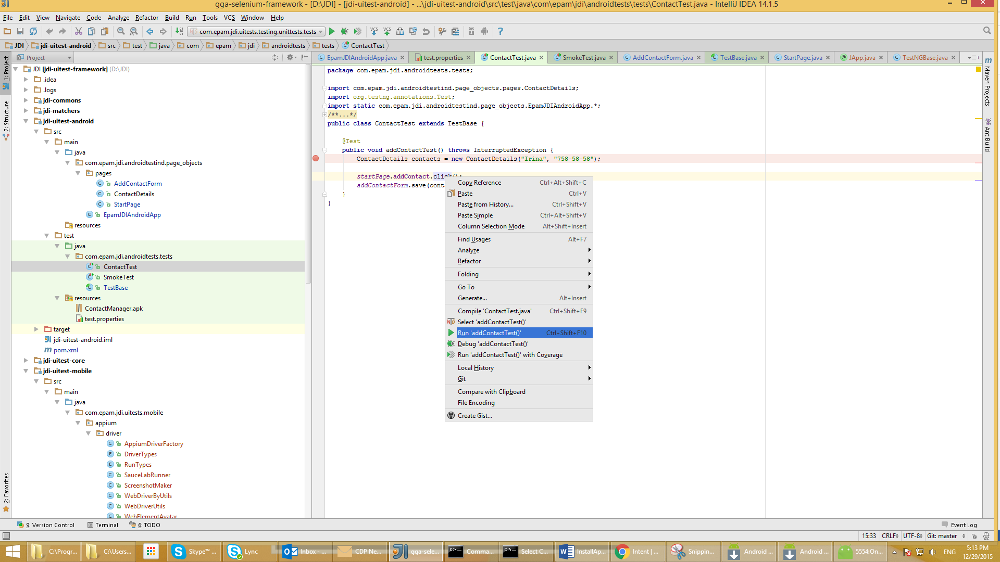 gga-selenium-framework - [D:\JDI] - [jdi-uitest-android] - ...\jdi-uitest-android\src\test\java\com\epam\jdi\androidtests\tests\ContactTest.java - IntelliJ IDEA 14.1.5
File Edit View Navigate Code Analyze Refactor Build Run Tools VCS Window Help
com.epam.jdi.uitests.testing.unittests.tests
JDI jdi-uitest-android src test java com epam jdi androidtests tests ContactTest
Project
EpamJDIAndroidApp.java test.properties ContactTest.java SmokeTest.java AddContactForm.java TestBase.java StartPage.java JApp.java TestNGBase.java
1: Project
7: Structure
2: Favorites
JDI [jdi-uitest-framework] (D:\JDI)
.idea
.logs
jdi-commons
jdi-matchers
jdi-uitest-android
src
main
java
com.epam.jdi.androidtestind.page_objects
pages
AddContactForm
ContactDetails
StartPage
EpamJDIAndroidApp
resources
test
java
com.epam.jdi.androidtests.tests
ContactTest
SmokeTest
TestBase
resources
ContactManager.apk
test.properties
target
jdi-uitest-android.iml
pom.xml
jdi-uitest-core
jdi-uitest-mobile
src
main
java
com.epam.jdi.uitests.mobile
appium
driver
AppiumDriverFactory
DriverTypes
RunTypes
SauceLabRunner
ScreenshotMaker
WebDriverByUtils
WebDriverUtils
WebElementAvatar
package com.epam.jdi.androidtests.tests;
import com.epam.jdi.androidtestind.page_objects.pages.ContactDetails;
import org.testng.annotations.Test;
import static com.epam.jdi.androidtestind.page_objects.EpamJDIAndroidApp.*;
/**...*/
public class ContactTest extends TestBase {
@Test
public void addContactTest() throws InterruptedException {
ContactDetails contacts = new ContactDetails("Irina", "758-58-58");
startPage.addContact.click();
addContactForm.save(cont
}
}
Copy Reference Ctrl+Alt+Shift+C
Paste Ctrl+V
Paste from History... Ctrl+Shift+V
Paste Simple Ctrl+Alt+Shift+V
Column Selection Mode Alt+Shift+Insert
Find Usages Alt+F7
Analyze
Refactor
Folding
Go To
Generate... Alt+Insert
Compile 'ContactTest.java' Ctrl+Shift+F9
Select 'addContactTest()'
Run 'addContactTest()' Ctrl+Shift+F10
Debug 'addContactTest()'
Run 'addContactTest()' with Coverage
Local History
Git
Compare with Clipboard
File Encoding
Create Gist...
Maven Projects
Ant Build
9: Version Control Terminal 6: TODO Event Log
15:33 CRLF UTF-8 Git: master
C:\Progr... C:\Users... Skype™ ... Lync Inbox - ... CDP Ne... gga-sele... Comma... Select C... InstallAp... Intent | ... Snippin... Android ... Android ... 5554:On... ENG
5:13 PM
12/29/2015